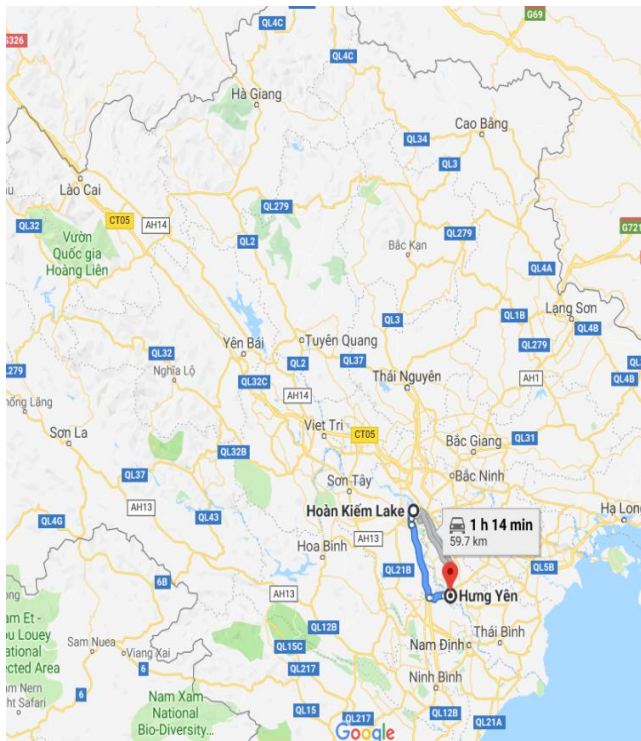 G326
QL4C
G69
QL4C
Hà Giang
Cao Bằng
QL34
QL3
Lào Cai
QL279
QL32
CT05
AH14
G721
Vườn
Quốc gia
Hoàng Liên
QL2
QL279
Bắc Kạn
QL4A
Lạng Sơn
QL3
QL1B
QL4B
Yên Bái
Tuyên Quang
QL279
QL32
QL2
QL37
279
QL32C
Thái Nguyên
AH1
QL4B
Nghĩa Lộ
AH14
Viet Tri
CT05
Sơn La
Bắc Giang
QL31
QL32B
QL37
Sơn Tây
Bắc Ninh
AH13
Hoàn Kiếm Lake
1 h 14 min
59.7 km
Hạ Long
QL4G
QL43
AH13
Hoa Binh
QL21B
QL5B
6B
AH13
Hưng Yên
QL12B
Thái Bình
Sam Nuea
QL15C
Nam Định
Viang Xai
6
QL217
Ninh Bình
6
Nam Xam
National
Bio-Diversity...
QL15
QL217
QL12B
QL21A
Google